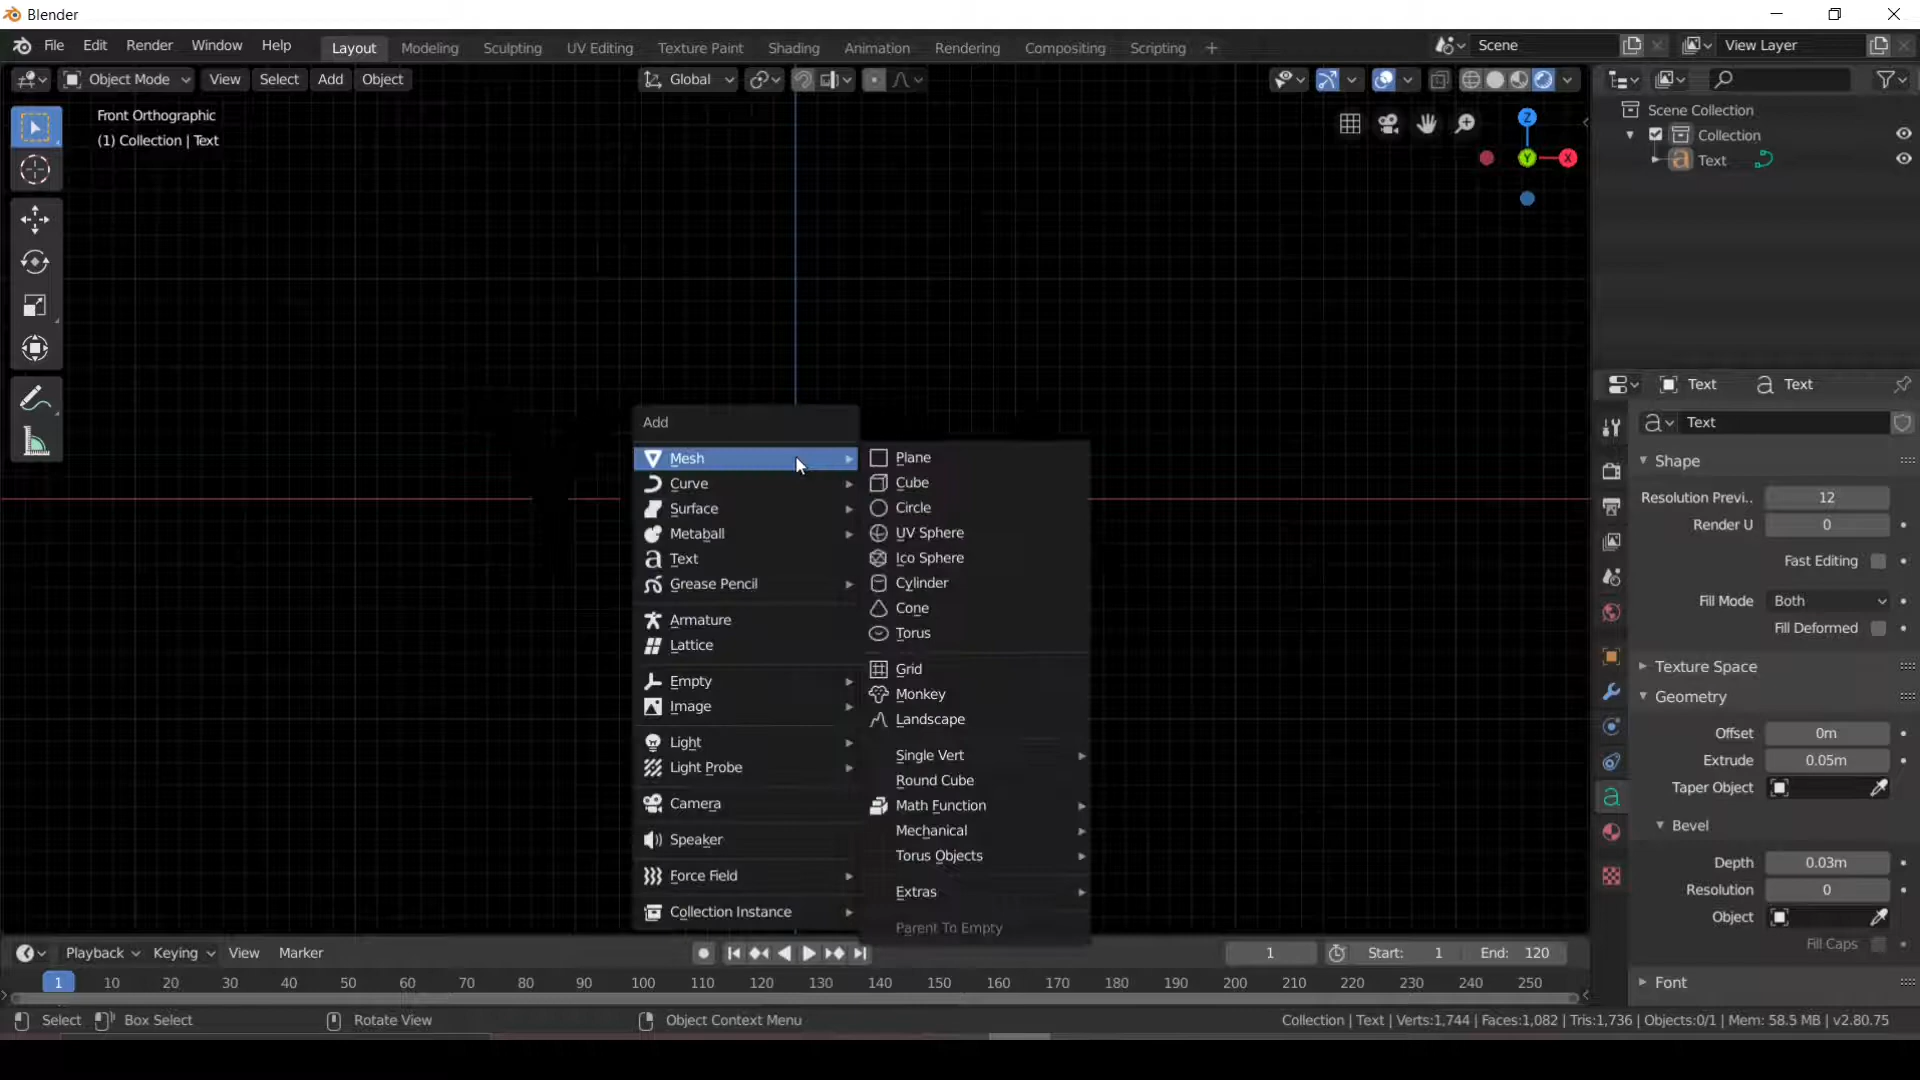 Blender
File Edit Render Window Help Layout Modeling Sculpting UV Editing Texture Paint Shading Animation Rendering Compositing Scripting + Scene View Layer
Object Mode View Select Add Object Global
Front Orthographic
(1) Collection | Text
Z
Y X
Scene Collection
Collection
Text
Text Text
Text
Shape
Resolution Previ.. 12
Render U 0
Fast Editing
Fill Mode Both
Fill Deformed
Texture Space
Geometry
Offset 0m
Extrude 0.05m
Taper Object
Bevel
Depth 0.03m
Resolution 0
Object
Fill Caps
Font
Add
Mesh
Curve
Surface
Metaball
Text
Grease Pencil
Armature
Lattice
Empty
Image
Light
Light Probe
Camera
Speaker
Force Field
Collection Instance
Plane
Cube
Circle
UV Sphere
Ico Sphere
Cylinder
Cone
Torus
Grid
Monkey
Landscape
Single Vert
Round Cube
Math Function
Mechanical
Torus Objects
Extras
Parent To Empty
Playback Keying View Marker 1 Start: 1 End: 120
1 10 20 30 40 50 60 70 80 90 100 110 120 130 140 150 160 170 180 190 200 210 220 230 240 250
Select Box Select Rotate View Object Context Menu Collection | Text | Verts:1,744 | Faces:1,082 | Tris:1,736 | Objects:0/1 | Mem: 58.5 MB | v2.80.75